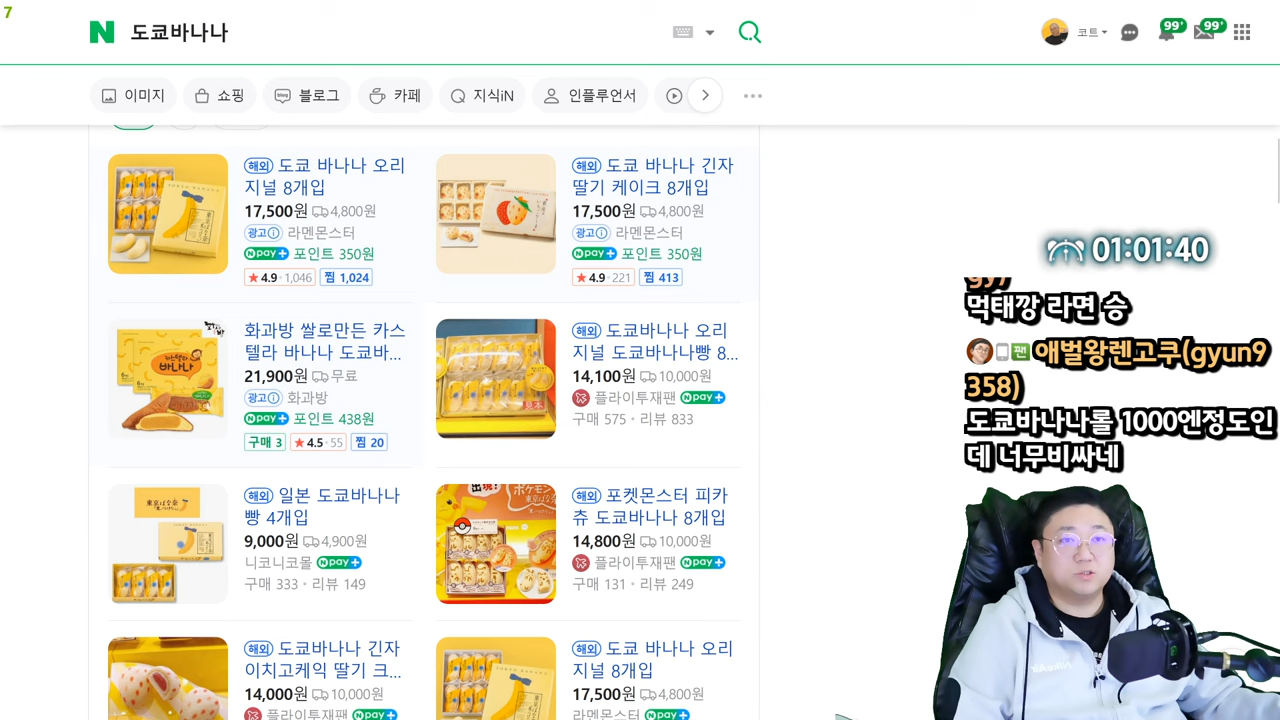 7
N 도쿄바나나
코트
99+
99+
이미지
쇼핑
블로그
카페
지식iN
인플루언서
해외 도쿄 바나나 오리
지널 8개입
17,500원 4,800원
광고 라멘몬스터
N pay+ 포인트 350원
★4.9 · 1,046 찜 1,024
해외 도쿄 바나나 긴자
딸기 케이크 8개입
17,500원 4,800원
광고 라멘몬스터
N pay+ 포인트 350원
★4.9 · 221 찜 413
화과방 쌀로만든 카스
텔라 바나나 도쿄바...
21,900원 무료
광고 화과방
N pay+ 포인트 438원
구매 3 ★4.5 · 55 찜 20
해외 도쿄바나나 오리
지널 도쿄바나나빵 8...
14,100원 10,000원
플라이투재팬 N pay+
구매 575 · 리뷰 833
해외 일본 도쿄바나나
빵 4개입
9,000원 4,900원
니코니코몰 N pay+
구매 333 · 리뷰 149
해외 포켓몬스터 피카
츄 도쿄바나나 8개입
14,800원 10,000원
플라이투재팬 N pay+
구매 131 · 리뷰 249
해외 도쿄바나나 긴자
이치고케익 딸기 크...
14,000원 10,000원
플라이투재팬 N pay+
해외 도쿄 바나나 오리
지널 8개입
17,500원 4,800원
라멘몬스터 N pay+
01:01:40
먹태깡 라면 승
팬 애벌왕렌고쿠(gyun9
358)
도쿄바나나롤 1000엔정도인
데 너무비싸네